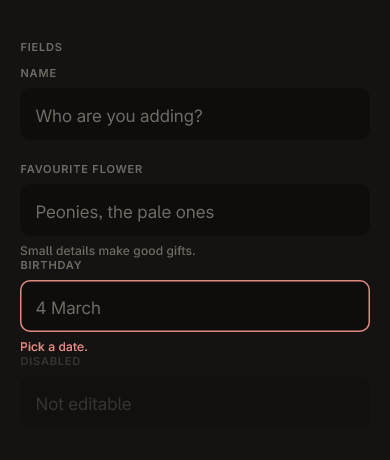 FIELDS
NAME
Who are you adding?
FAVOURITE FLOWER
Peonies, the pale ones
Small details make good gifts.
BIRTHDAY
4 March
Pick a date.
DISABLED
Not editable